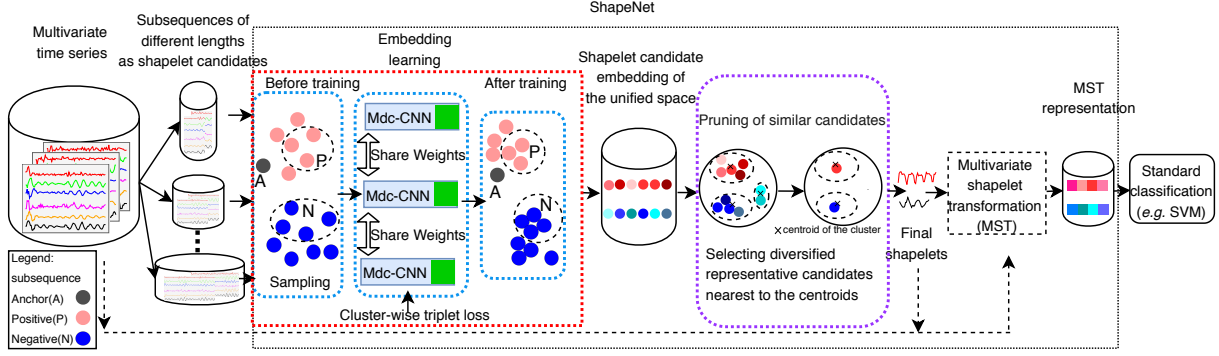 ShapeNet
Multivariate
time series
Subsequences of
different lengths
as shapelet candidates
Embedding
learning
Before training
After training
Mdc-CNN
Share Weights
Mdc-CNN
Share Weights
Mdc-CNN
A
P
N
Sampling
A
P
N
Cluster-wise triplet loss
Shapelet candidate
embedding of
the unified space
Pruning of similar candidates
×centroid of the cluster
Selecting diversified
representative candidates
nearest to the centroids
Final
shapelets
Multivariate
shapelet
transformation
(MST)
MST
representation
Standard
classification
(e.g. SVM)
Legend:
subsequence
Anchor(A)
Positive(P)
Negative(N)